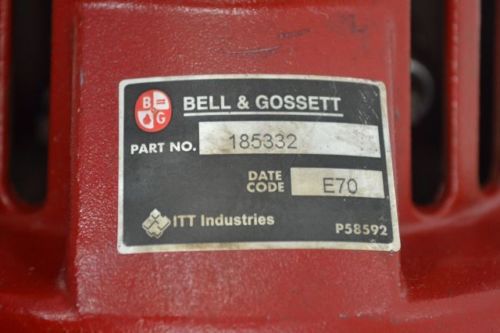 B
G
BELL & GOSSETT
PART NO. 185332
DATE CODE E70
ITT Industries
P58592